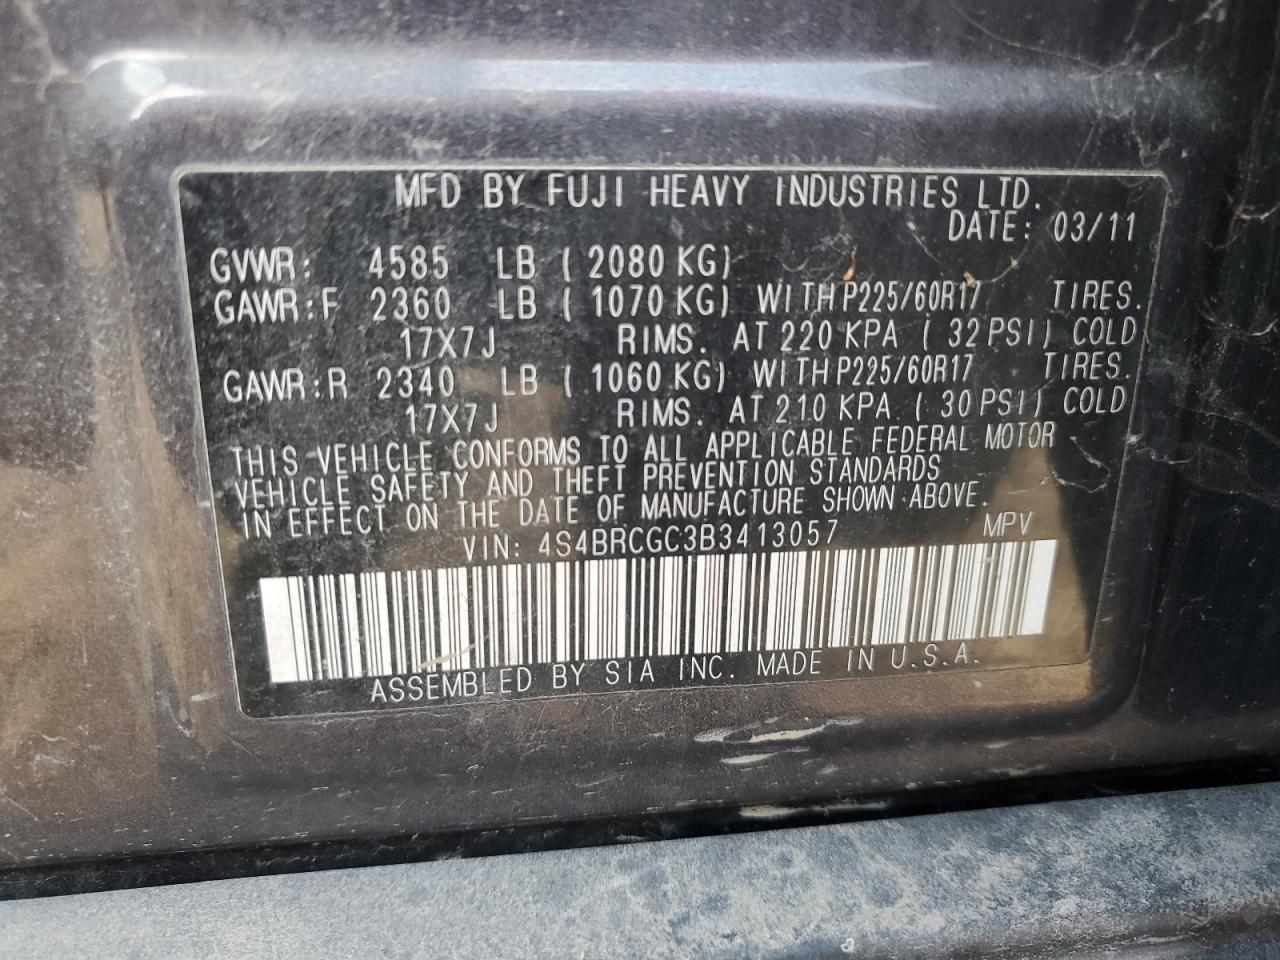 MFD BY FUJI HEAVY INDUSTRIES LTD.
DATE: 03/11
GVWR: 4585 LB ( 2080 KG)
GAWR:F 2360 LB ( 1070 KG) WITH P225/60R17 TIRES.
17X7J RIMS. AT 220 KPA ( 32 PSI) COLD
GAWR:R 2340 LB ( 1060 KG) WITH P225/60R17 TIRES.
17X7J RIMS. AT 210 KPA ( 30 PSI) COLD
THIS VEHICLE CONFORMS TO ALL APPLICABLE FEDERAL MOTOR
VEHICLE SAFETY AND THEFT PREVENTION STANDARDS
IN EFFECT ON THE DATE OF MANUFACTURE SHOWN ABOVE.
VIN: 4S4BRCGC3B3413057 MPV
ASSEMBLED BY SIA INC. MADE IN U.S.A.